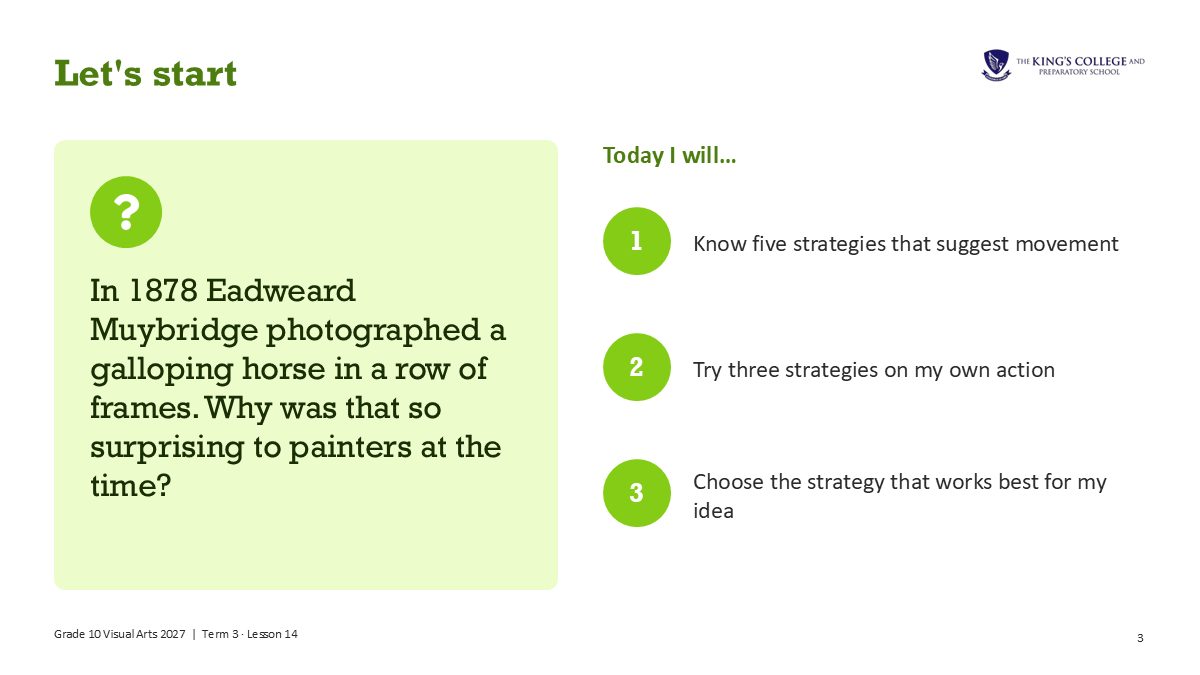 Let's start
THE KING'S COLLEGE AND
PREPARATORY SCHOOL
?
In 1878 Eadweard
Muybridge photographed a
galloping horse in a row of
frames. Why was that so
surprising to painters at the
time?
Today I will...
1
Know five strategies that suggest movement
2
Try three strategies on my own action
3
Choose the strategy that works best for my
idea
Grade 10 Visual Arts 2027 | Term 3 · Lesson 14
3